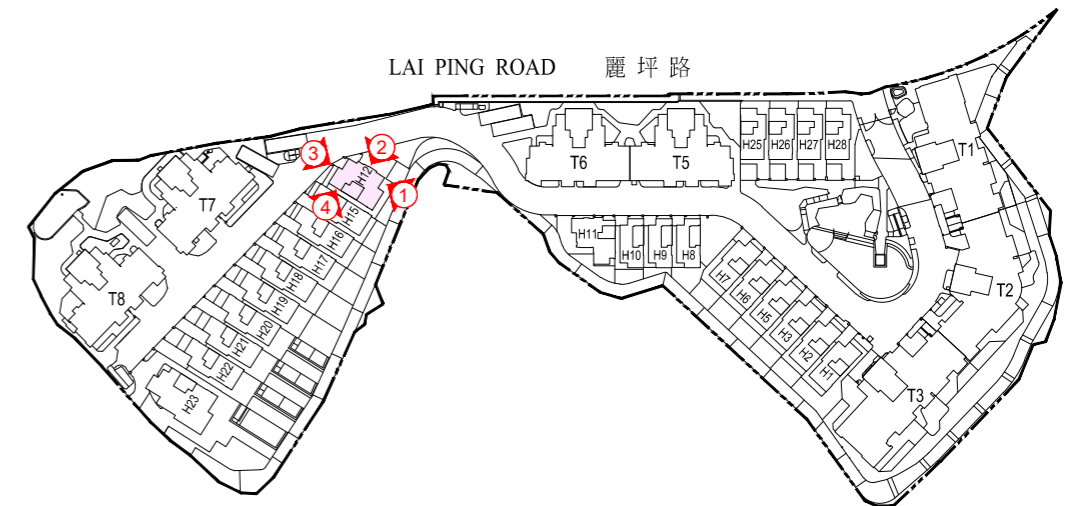 LAI PING ROAD 麗坪路
T1
H25 H26 H27 H28
T6 T5
3 2
H12
1
4
H15
T7
H16
H17
H18
H19
H20
H21
H22
H23
T8
H11 H10 H9 H8
H7
H6
H5
H3
H2
H1
T2
T3